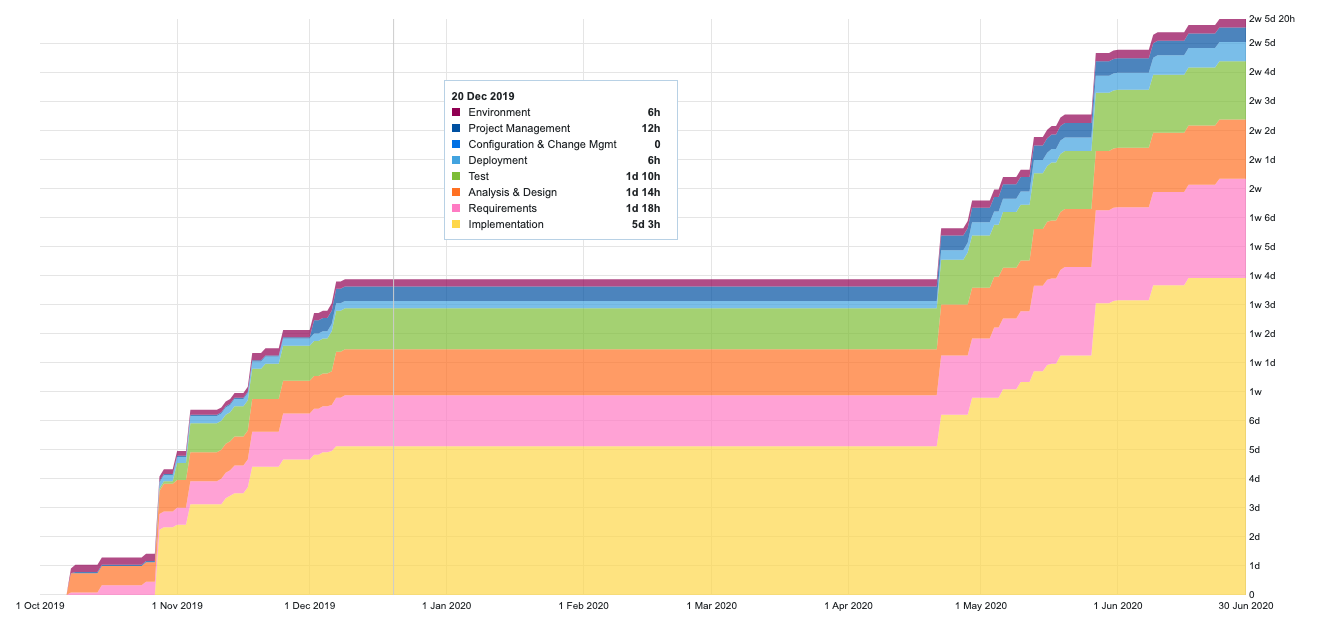 2w 5d 20h
2w 5d
2w 4d
20 Dec 2019
Environment 6h
2w 3d
Project Management 12h
2w 2d
Configuration & Change Mgmt 0
Deployment 6h
2w 1d
Test 1d 10h
Analysis & Design 1d 14h
2w
Requirements 1d 18h
Implementation 5d 3h
1w 6d
1w 5d
1w 4d
1w 3d
1w 2d
1w 1d
1w
6d
5d
4d
3d
2d
1d
0
1 Oct 2019 1 Nov 2019 1 Dec 2019 1 Jan 2020 1 Feb 2020 1 Mar 2020 1 Apr 2020 1 May 2020 1 Jun 2020 30 Jun 2020